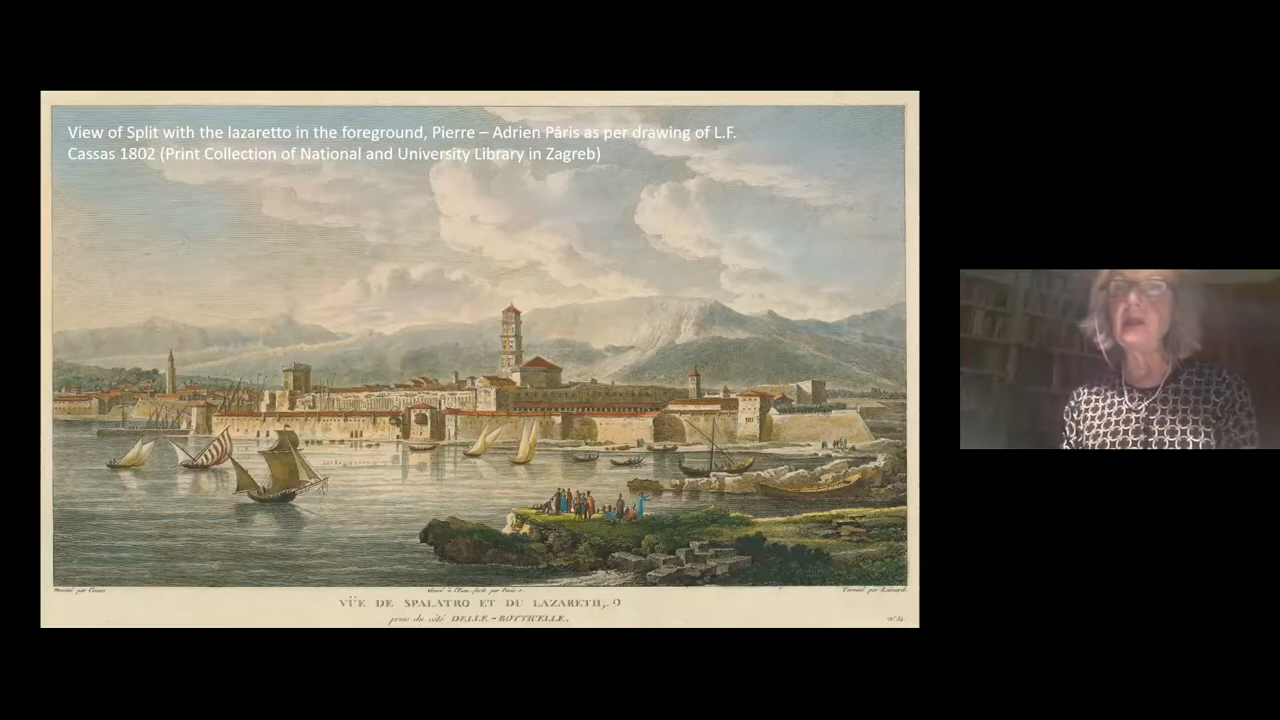 View of Split with the lazaretto in the foreground, Pierre – Adrien Pâris as per drawing of L.F.
Cassas 1802 (Print Collection of National and University Library in Zagreb)
VÜE DE SPALATRO ET DU LAZARETH,
prise du côté DELLE - BOTTICELLE.